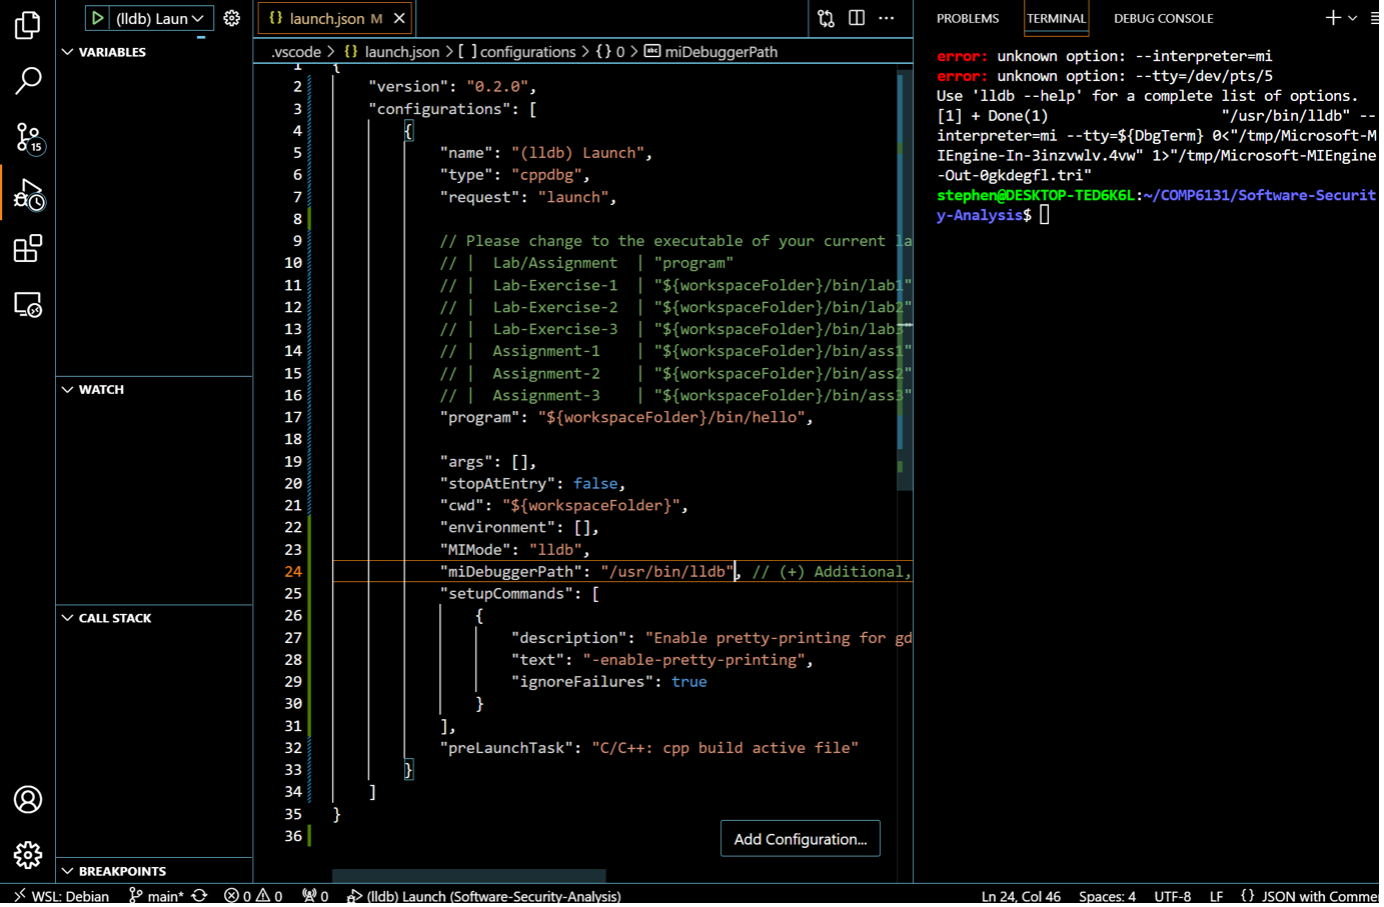 (lldb) Laun
VARIABLES
WATCH
CALL STACK
BREAKPOINTS
15
{} launch.json M
.vscode > {} launch.json > [ ] configurations > {} 0 > miDebuggerPath
1 {
2 "version": "0.2.0",
3 "configurations": [
4 {
5 "name": "(lldb) Launch",
6 "type": "cppdbg",
7 "request": "launch",
8
9 // Please change to the executable of your current la
10 // | Lab/Assignment | "program"
11 // | Lab-Exercise-1 | "${workspaceFolder}/bin/lab1"
12 // | Lab-Exercise-2 | "${workspaceFolder}/bin/lab2"
13 // | Lab-Exercise-3 | "${workspaceFolder}/bin/lab3"
14 // | Assignment-1 | "${workspaceFolder}/bin/ass1"
15 // | Assignment-2 | "${workspaceFolder}/bin/ass2"
16 // | Assignment-3 | "${workspaceFolder}/bin/ass3"
17 "program": "${workspaceFolder}/bin/hello",
18
19 "args": [],
20 "stopAtEntry": false,
21 "cwd": "${workspaceFolder}",
22 "environment": [],
23 "MIMode": "lldb",
24 "miDebuggerPath": "/usr/bin/lldb", // (+) Additional,
25 "setupCommands": [
26 {
27 "description": "Enable pretty-printing for gd
28 "text": "-enable-pretty-printing",
29 "ignoreFailures": true
30 }
31 ],
32 "preLaunchTask": "C/C++: cpp build active file"
33 }
34 ]
35 }
36
Add Configuration...
PROBLEMS TERMINAL DEBUG CONSOLE
error: unknown option: --interpreter=mi
error: unknown option: --tty=/dev/pts/5
Use 'lldb --help' for a complete list of options.
[1] + Done(1) "/usr/bin/lldb" --
interpreter=mi --tty=${DbgTerm} 0<"/tmp/Microsoft-M
IEngine-In-3inzvwlv.4vw" 1>"/tmp/Microsoft-MIEngine
-Out-0gkdegfl.tri"
stephen@DESKTOP-TED6K6L:~/COMP6131/Software-Securit
y-Analysis$
WSL: Debian main* 0 0 0 (lldb) Launch (Software-Security-Analysis) Ln 24, Col 46 Spaces: 4 UTF-8 LF {} JSON with Comme